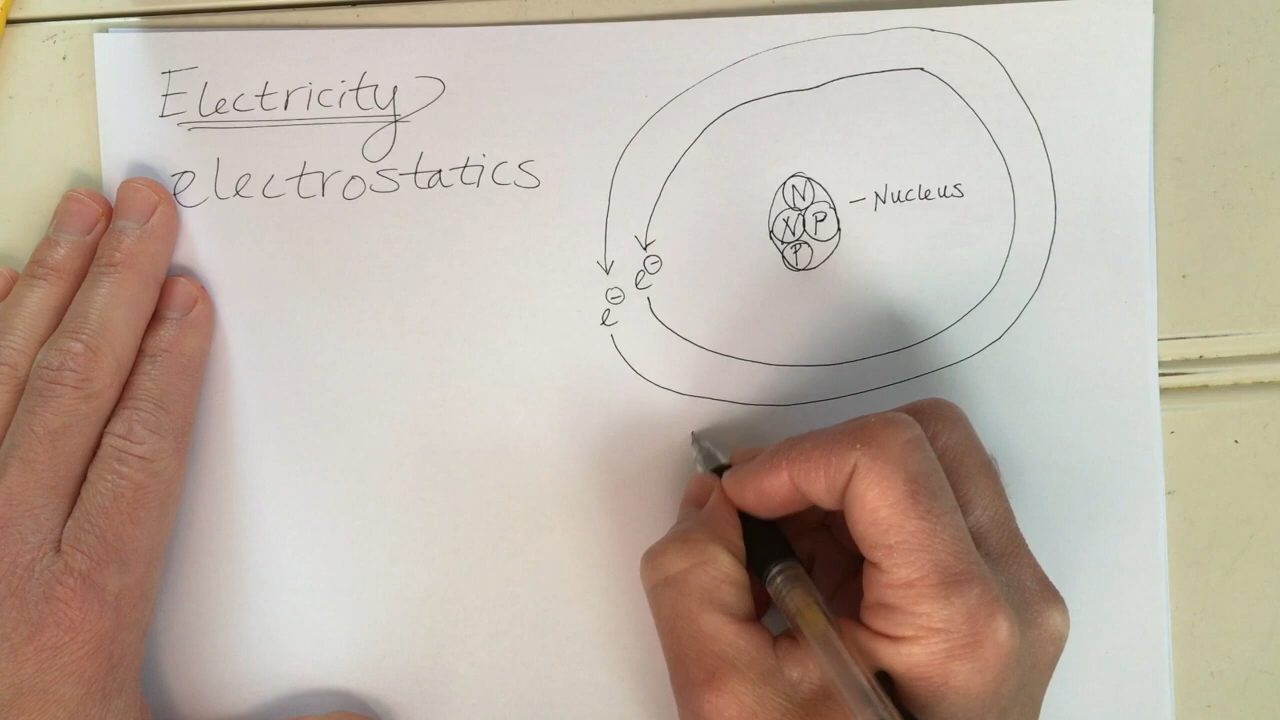 Electricity
electrostatics
N
N P
P
– Nucleus
e⊖
e⊖